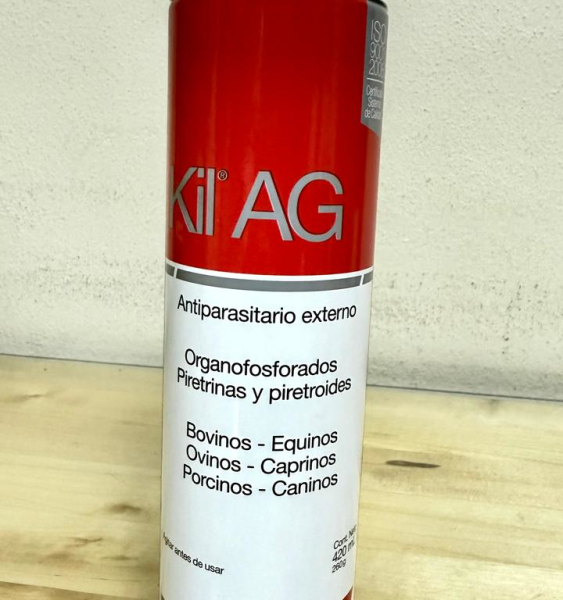 ISO
Kil® AG
Antiparasitario externo
Organofosforados
Piretrinas y piretroides
Bovinos - Equinos
Ovinos - Caprinos
Porcinos - Caninos
antes de usar
Cont.
420
260g